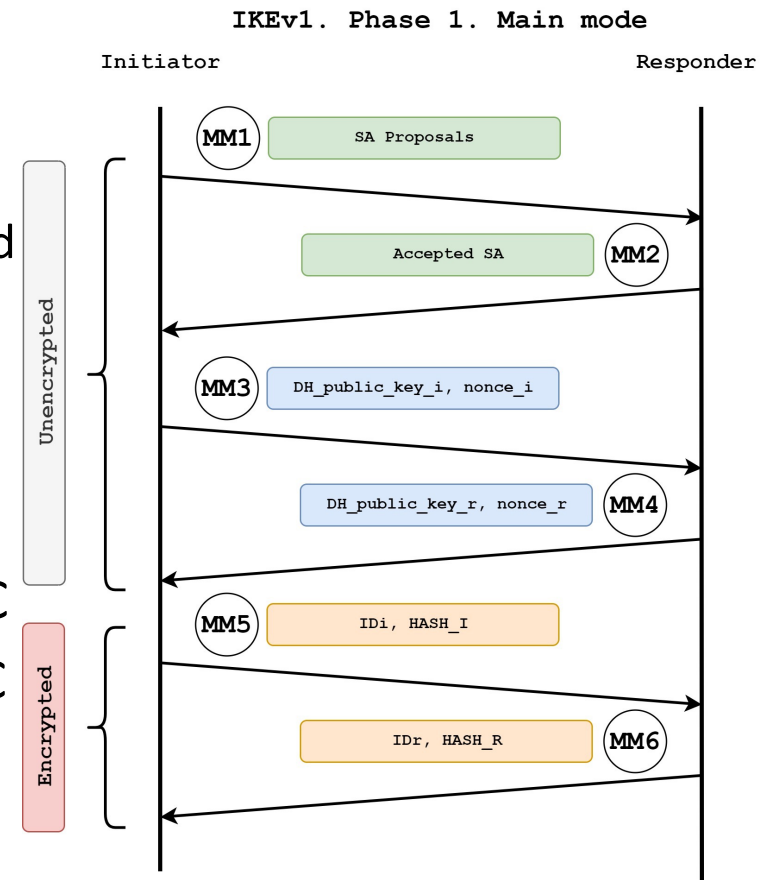 IKEv1. Phase 1. Main mode
Initiator
Responder
MM1
SA Proposals
Accepted SA
MM2
Unencrypted
MM3
DH_public_key_i, nonce_i
DH_public_key_r, nonce_r
MM4
MM5
IDi, HASH_I
Encrypted
IDr, HASH_R
MM6